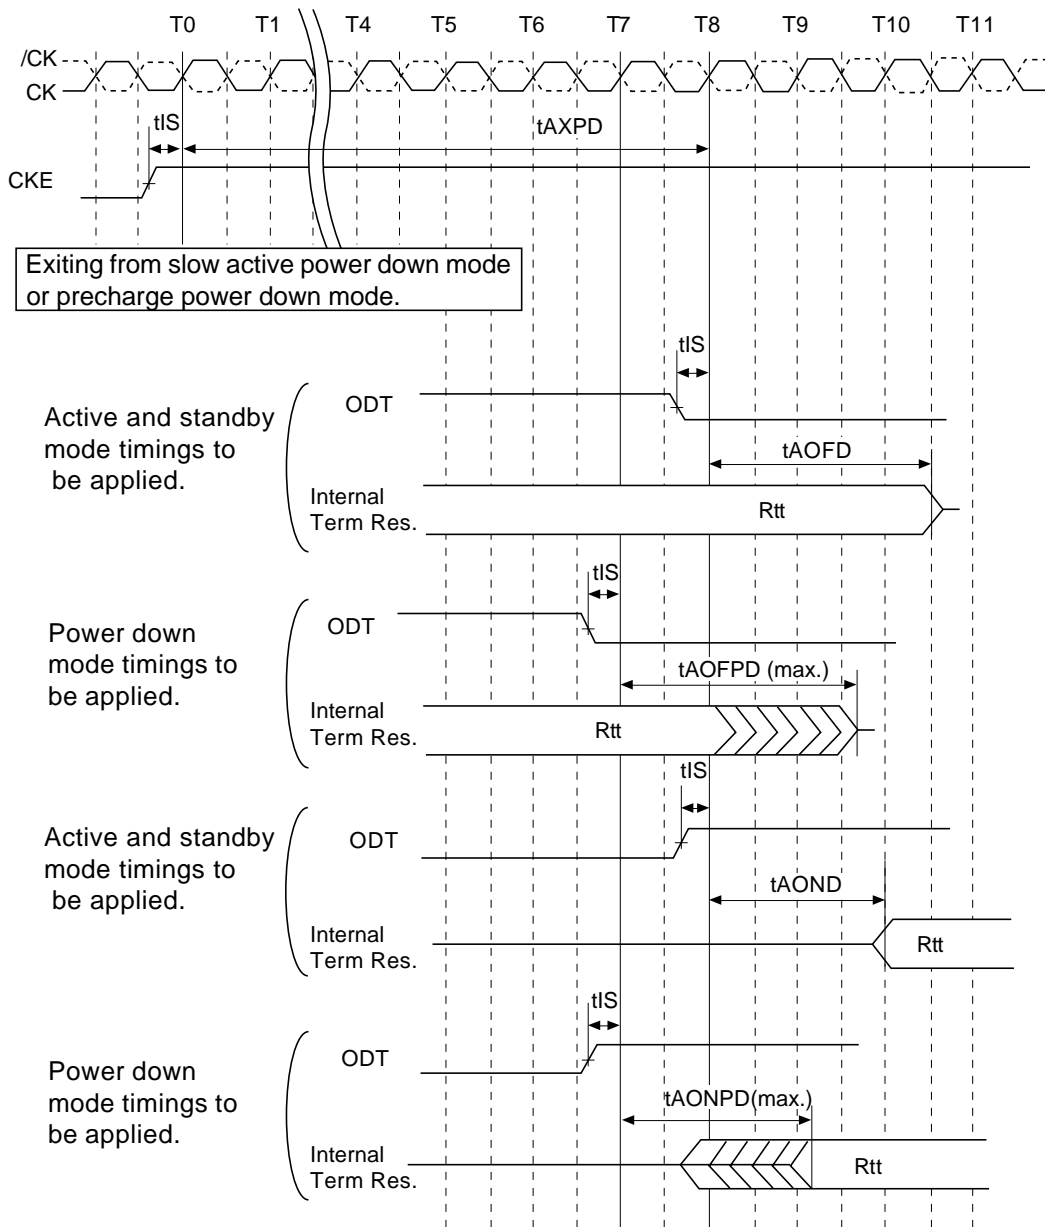 T0 T1 T4 T5 T6 T7 T8 T9 T10 T11
/CK
CK
tIS
tAXPD
CKE
Exiting from slow active power down mode
or precharge power down mode.
tIS
Active and standby
mode timings to
be applied.
ODT
tAOFD
Internal
Term Res.
Rtt
tIS
Power down
mode timings to
be applied.
ODT
tAOFPD (max.)
Internal
Term Res.
Rtt
tIS
Active and standby
mode timings to
be applied.
ODT
tAOND
Internal
Term Res.
Rtt
tIS
Power down
mode timings to
be applied.
ODT
tAONPD(max.)
Internal
Term Res.
Rtt